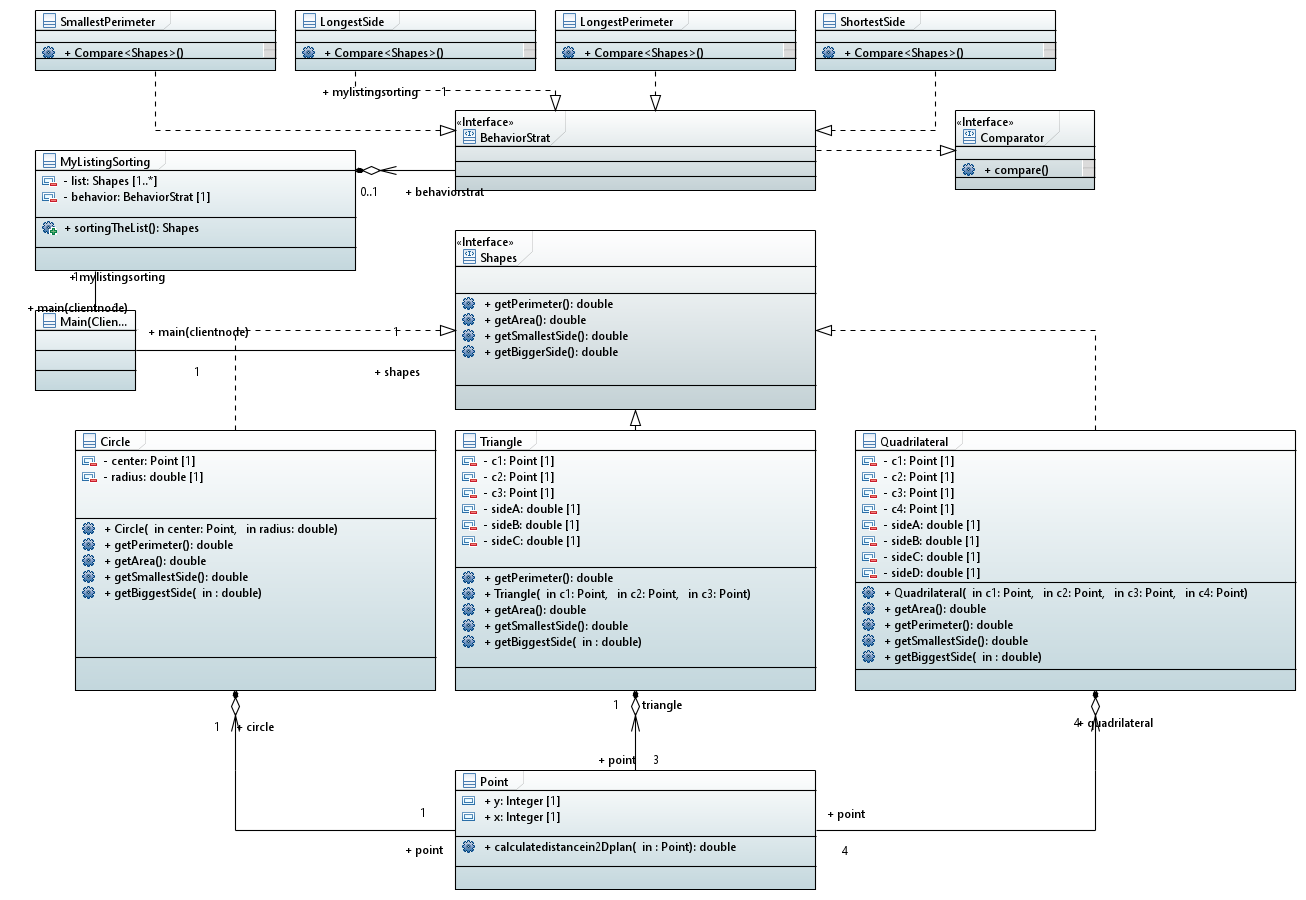 SmallestPerimeter
+ Compare<Shapes>()
LongestSide
+ Compare<Shapes>()
LongestPerimeter
+ Compare<Shapes>()
ShortestSide
+ Compare<Shapes>()
+ mylistingsorting
1
«Interface»
BehaviorStrat
«Interface»
Comparator
+ compare()
MyListingSorting
- list: Shapes [1..*]
- behavior: BehaviorStrat [1]
+ sortingTheList(): Shapes
0..1
+ behaviorstrat
«Interface»
Shapes
+ getPerimeter(): double
+ getArea(): double
+ getSmallestSide(): double
+ getBiggerSide(): double
1
+ mylistingsorting
+ main(clientnode)
1
Main(Clien...
+ main(clientnode)
1
1
+ shapes
Circle
- center: Point [1]
- radius: double [1]
+ Circle( in center: Point, in radius: double)
+ getPerimeter(): double
+ getArea(): double
+ getSmallestSide(): double
+ getBiggestSide( in : double)
Triangle
- c1: Point [1]
- c2: Point [1]
- c3: Point [1]
- sideA: double [1]
- sideB: double [1]
- sideC: double [1]
+ getPerimeter(): double
+ Triangle( in c1: Point, in c2: Point, in c3: Point)
+ getArea(): double
+ getSmallestSide(): double
+ getBiggestSide( in : double)
Quadrilateral
- c1: Point [1]
- c2: Point [1]
- c3: Point [1]
- c4: Point [1]
- sideA: double [1]
- sideB: double [1]
- sideC: double [1]
- sideD: double [1]
+ Quadrilateral( in c1: Point, in c2: Point, in c3: Point, in c4: Point)
+ getArea(): double
+ getPerimeter(): double
+ getSmallestSide(): double
+ getBiggestSide( in : double)
1
+ circle
1
triangle
4
+ quadrilateral
+ point
3
Point
+ y: Integer [1]
+ x: Integer [1]
+ calculatedistancein2Dplan( in : Point): double
1
+ point
+ point
4